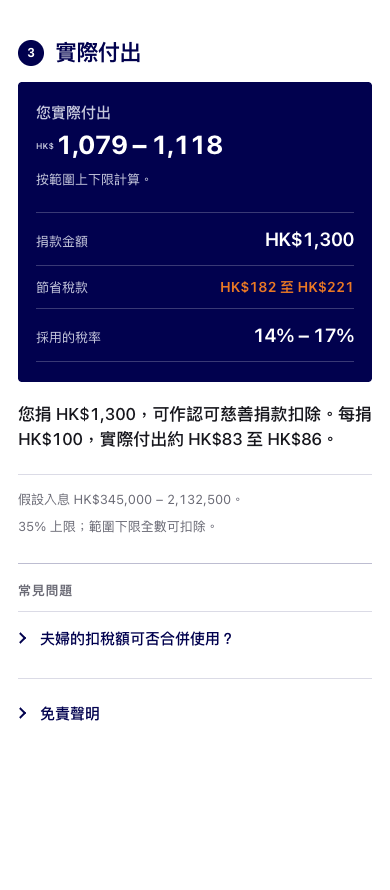 3 實際付出
您實際付出
HK$ 1,079 – 1,118
按範圍上下限計算。
捐款金額 HK$1,300
節省稅款 HK$182 至 HK$221
採用的稅率 14% – 17%
您捐 HK$1,300，可作認可慈善捐款扣除。每捐
HK$100，實際付出約 HK$83 至 HK$86。
假設入息 HK$345,000 – 2,132,500。
35% 上限；範圍下限全數可扣除。
常見問題
夫婦的扣稅額可否合併使用？
免責聲明